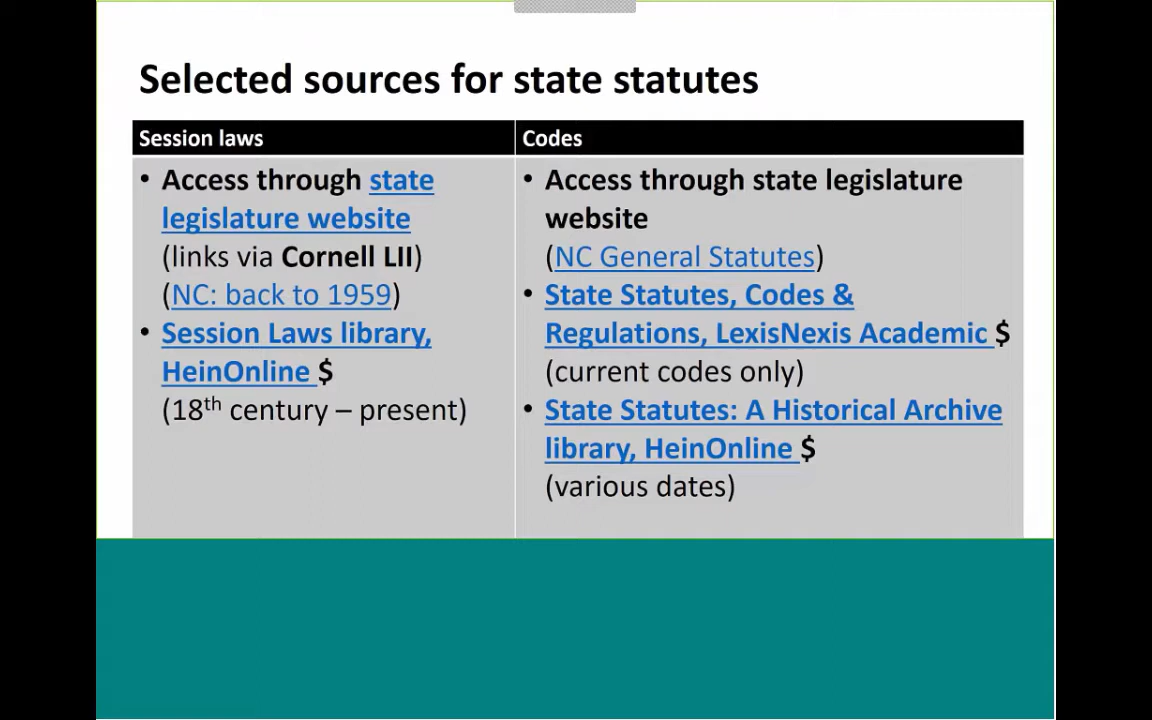 Selected sources for state statutes
Session laws
• Access through state
legislature website
(links via Cornell LII)
(NC: back to 1959)
• Session Laws library,
HeinOnline $
(18th century – present)
Codes
• Access through state legislature
website
(NC General Statutes)
• State Statutes, Codes &
Regulations, LexisNexis Academic $
(current codes only)
• State Statutes: A Historical Archive
library, HeinOnline $
(various dates)